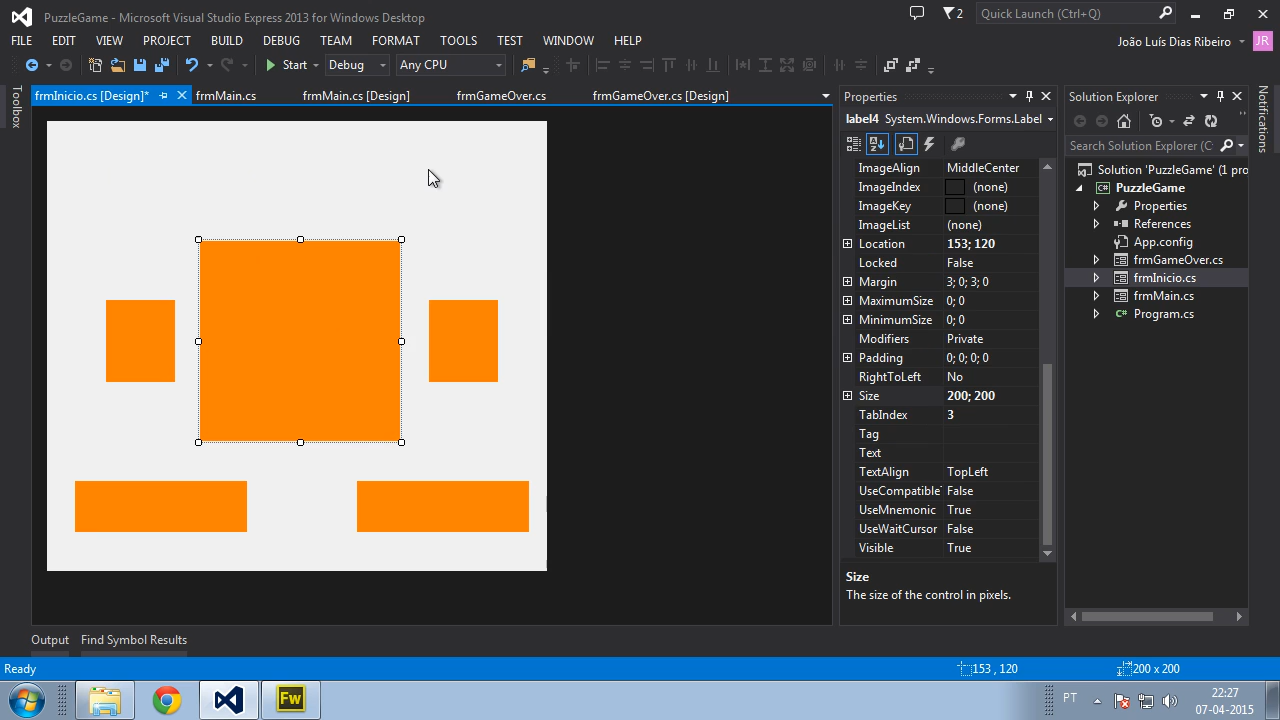 PuzzleGame - Microsoft Visual Studio Express 2013 for Windows Desktop
2
Quick Launch (Ctrl+Q)
FILE EDIT VIEW PROJECT BUILD DEBUG TEAM FORMAT TOOLS TEST WINDOW HELP
João Luís Dias Ribeiro
JR
Start
Debug
Any CPU
Toolbox
frmInicio.cs [Design]*
frmMain.cs
frmMain.cs [Design]
frmGameOver.cs
frmGameOver.cs [Design]
Properties
label4 System.Windows.Forms.Label
ImageAlign MiddleCenter
ImageIndex (none)
ImageKey (none)
ImageList (none)
Location 153; 120
Locked False
Margin 3; 0; 3; 0
MaximumSize 0; 0
MinimumSize 0; 0
Modifiers Private
Padding 0; 0; 0; 0
RightToLeft No
Size 200; 200
TabIndex 3
Tag
Text
TextAlign TopLeft
UseCompatible False
UseMnemonic True
UseWaitCursor False
Visible True
Size
The size of the control in pixels.
Solution Explorer
Search Solution Explorer (C
Solution 'PuzzleGame' (1 pro
PuzzleGame
Properties
References
App.config
frmGameOver.cs
frmInicio.cs
frmMain.cs
Program.cs
Notifications
Output
Find Symbol Results
Ready
153 , 120
200 x 200
Fw
PT
22:27
07-04-2015